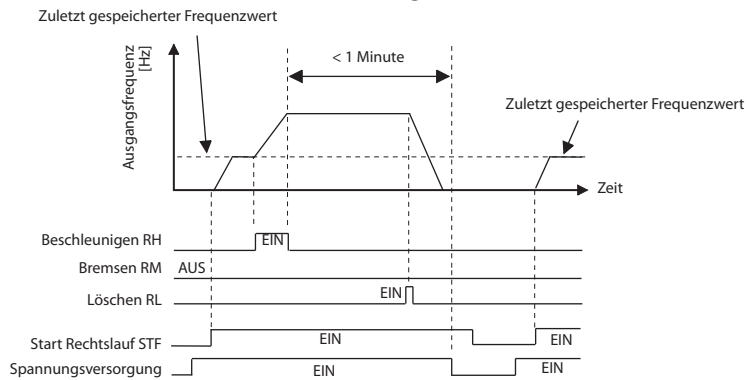 Zuletzt gespeicherter Frequenzwert
Ausgangsfrequenz
[Hz]
< 1 Minute
Zuletzt gespeicherter Frequenzwert
Zeit
Beschleunigen RH
EIN
Bremsen RM
AUS
Löschen RL
EIN
Start Rechtslauf STF
EIN
EIN
Spannungsversorgung
EIN
EIN